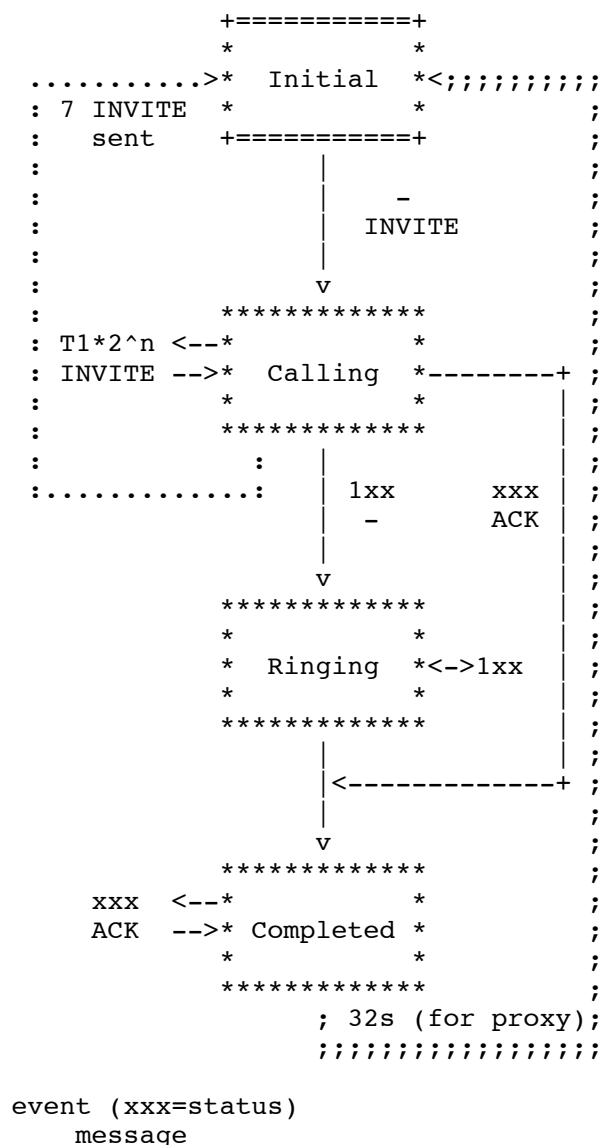 +===========+
* *
...........>* Initial *<;;;;;;;;;;
: 7 INVITE * * ;
: sent +===========+ ;
: | ;
: | - ;
: | INVITE ;
: | ;
: v ;
: ************* ;
: T1*2^n <--* * ;
: INVITE -->* Calling *--------+ ;
: * * | ;
: ************* | ;
: : | | ;
:.............: | 1xx xxx | ;
| - ACK | ;
| | ;
v | ;
************* | ;
* * | ;
* Ringing *<->1xx | ;
* * | ;
************* | ;
| | ;
|<-------------+ ;
| ;
v ;
************* ;
xxx <--* * ;
ACK -->* Completed * ;
* * ;
************* ;
; 32s (for proxy);
;;;;;;;;;;;;;;;;;;
event (xxx=status)
message